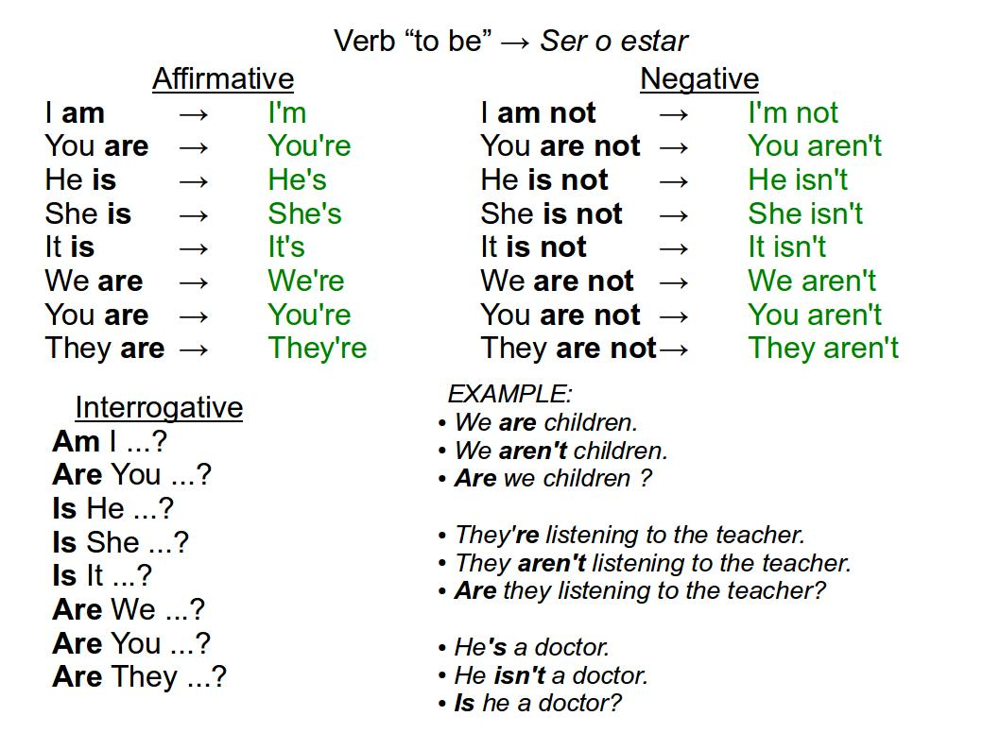 Verb “to be” → Ser o estar
Affirmative
I am → I'm
You are → You're
He is → He's
She is → She's
It is → It's
We are → We're
You are → You're
They are → They're
Negative
I am not → I'm not
You are not → You aren't
He is not → He isn't
She is not → She isn't
It is not → It isn't
We are not → We aren't
You are not → You aren't
They are not→ They aren't
Interrogative
Am I ...?
Are You ...?
Is He ...?
Is She ...?
Is It ...?
Are We ...?
Are You ...?
Are They ...?
EXAMPLE:
• We are children.
• We aren't children.
• Are we children ?
• They're listening to the teacher.
• They aren't listening to the teacher.
• Are they listening to the teacher?
• He's a doctor.
• He isn't a doctor.
• Is he a doctor?